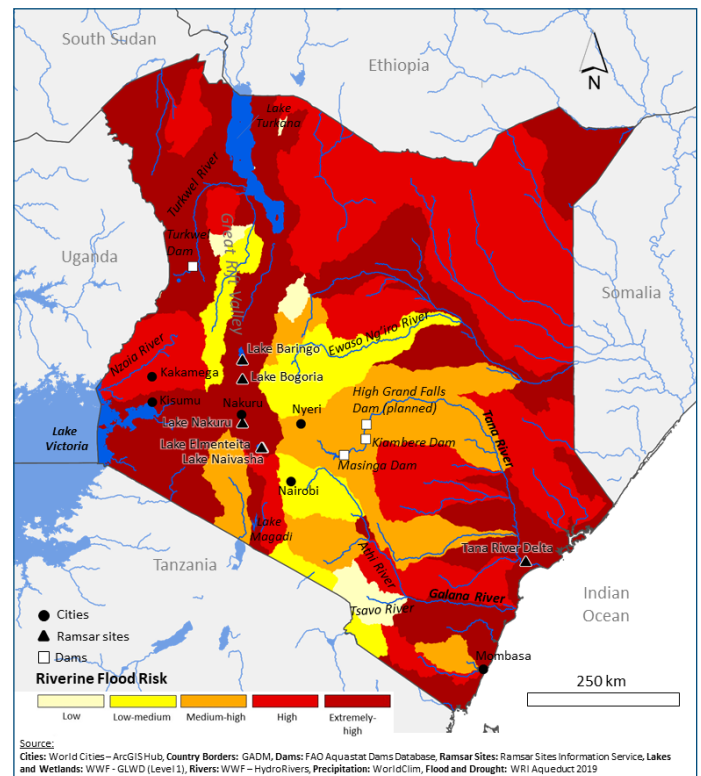 South Sudan
Ethiopia
N
Lake
Turkana
Turkwel River
Uganda
Turkwel
Dam
Great Rift Valley
Somalia
Nzoia River
Ewaso Ng'iro River
Lake Baringo
Kakamega
Lake Bogoria
Kisumu
Nakuru
Nyeri
High Grand Falls
Dam (planned)
Lake
Victoria
Lake Nakuru
Tana River
Kiambere Dam
Lake Elmenteita
Lake Naivasha
Masinga Dam
Nairobi
Lake
Magadi
Athi River
Tana River Delta
Tanzania
Galana River
Indian
Ocean
Tsavo River
Cities
Ramsar sites
Dams
Mombasa
Riverine Flood Risk
250 km
Low
Low-medium
Medium-high
High
Extremely-
high
Source:
Cities: World Cities – ArcGIS Hub, Country Borders: GADM, Dams: FAO Aquastat Dams Database, Ramsar Sites: Ramsar Sites Information Service, Lakes
and Wetlands: WWF - GLWD (Level 1), Rivers: WWF – HydroRivers, Precipitation: WorldClim, Flood and Drought: WRI Aqueduct 2019